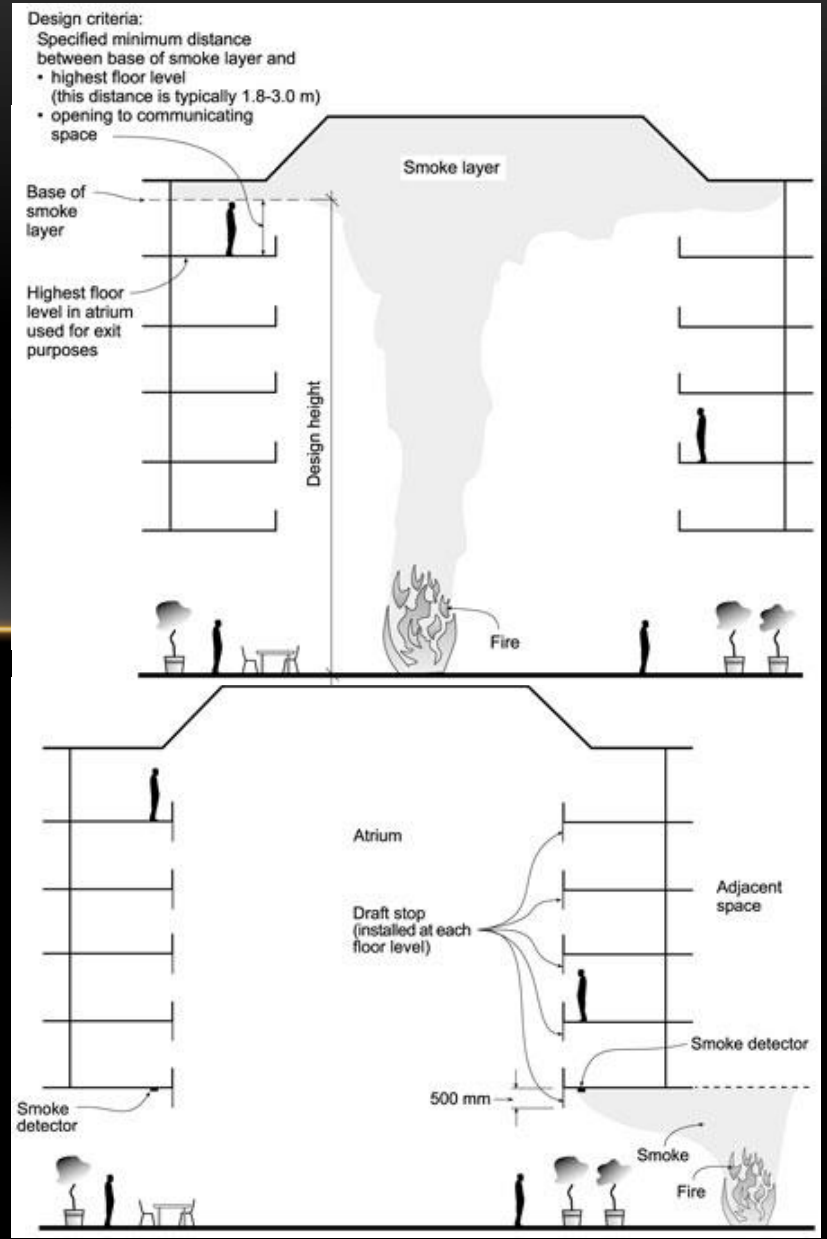 Design criteria:
Specified minimum distance
between base of smoke layer and
• highest floor level
(this distance is typically 1.8-3.0 m)
• opening to communicating
space
Smoke layer
Base of
smoke
layer
Highest floor
level in atrium
used for exit
purposes
Design height
Fire
Atrium
Draft stop
(installed at each
floor level)
Adjacent
space
Smoke detector
500 mm
Smoke
detector
Smoke
Fire